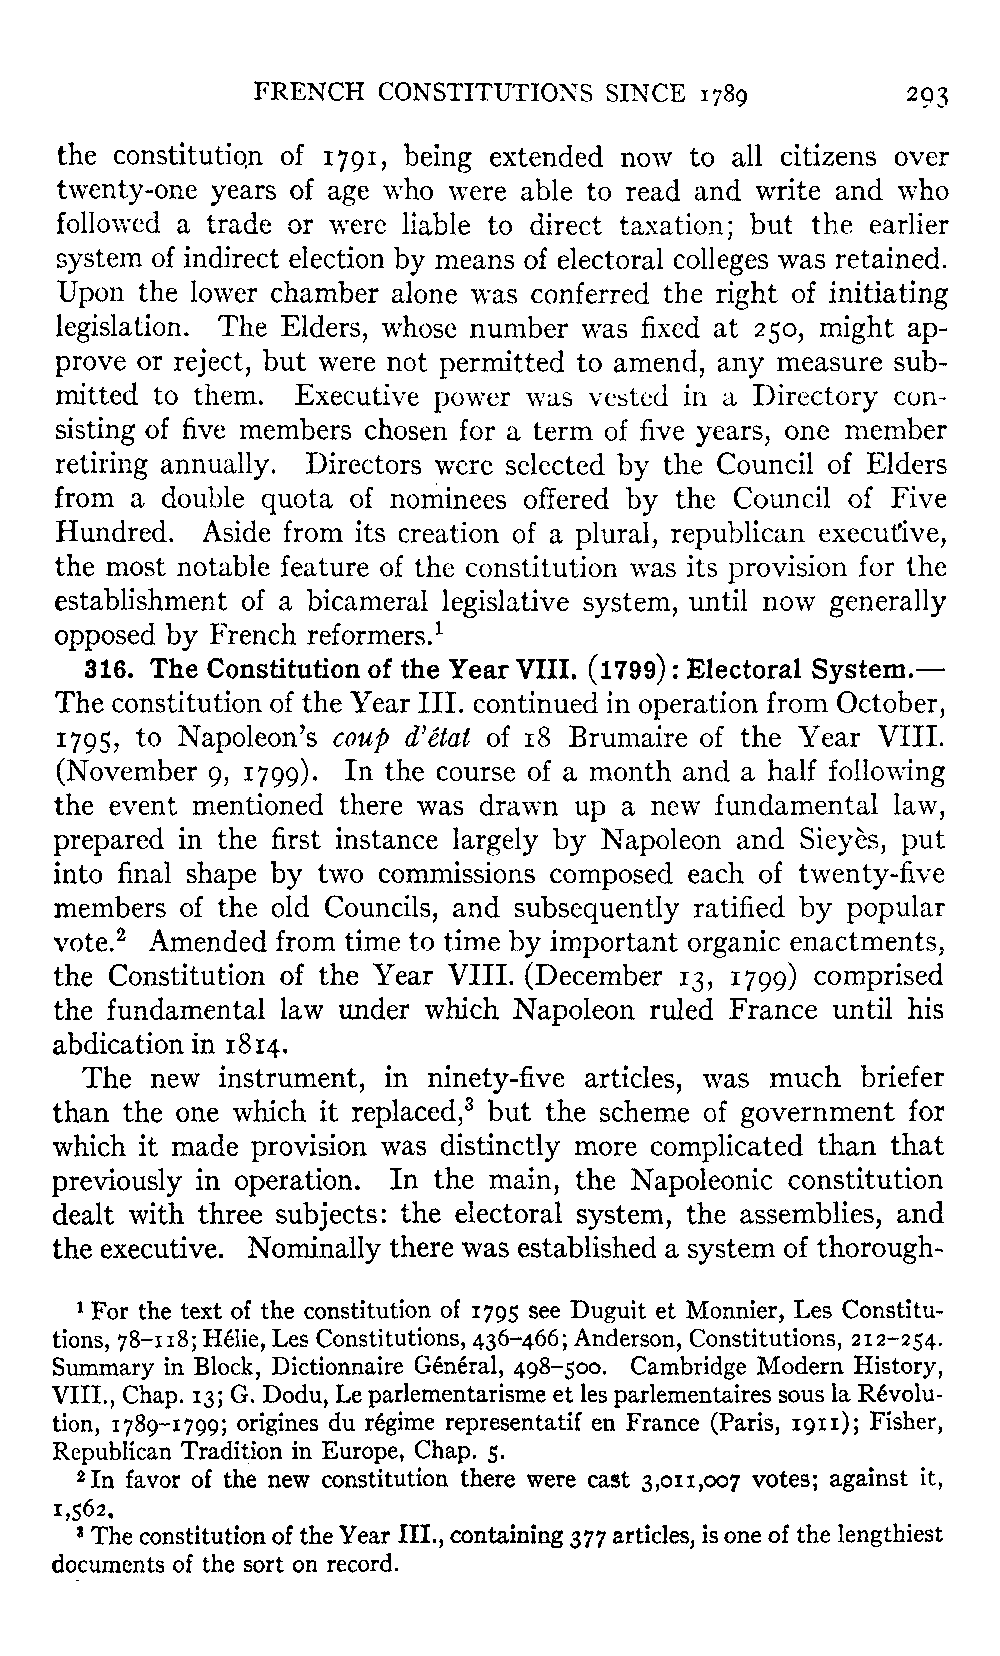 FRENCH CONSTITUTIONS SINCE 1789 293
the constitution of 1791, being extended now to all citizens over
twenty-one years of age who were able to read and write and who
followed a trade or were liable to direct taxation; but the earlier
system of indirect election by means of electoral colleges was retained.
Upon the lower chamber alone was conferred the right of initiating
legislation. The Elders, whose number was fixed at 250, might ap-
prove or reject, but were not permitted to amend, any measure sub-
mitted to them. Executive power was vested in a Directory con-
sisting of five members chosen for a term of five years, one member
retiring annually. Directors were selected by the Council of Elders
from a double quota of nominees offered by the Council of Five
Hundred. Aside from its creation of a plural, republican executive,
the most notable feature of the constitution was its provision for the
establishment of a bicameral legislative system, until now generally
opposed by French reformers.¹
316. The Constitution of the Year VIII. (1799): Electoral System.—
The constitution of the Year III. continued in operation from October,
1795, to Napoleon's coup d'état of 18 Brumaire of the Year VIII.
(November 9, 1799). In the course of a month and a half following
the event mentioned there was drawn up a new fundamental law,
prepared in the first instance largely by Napoleon and Sieyès, put
into final shape by two commissions composed each of twenty-five
members of the old Councils, and subsequently ratified by popular
vote.² Amended from time to time by important organic enactments,
the Constitution of the Year VIII. (December 13, 1799) comprised
the fundamental law under which Napoleon ruled France until his
abdication in 1814.
The new instrument, in ninety-five articles, was much briefer
than the one which it replaced,³ but the scheme of government for
which it made provision was distinctly more complicated than that
previously in operation. In the main, the Napoleonic constitution
dealt with three subjects: the electoral system, the assemblies, and
the executive. Nominally there was established a system of thorough-
¹ For the text of the constitution of 1795 see Duguit et Monnier, Les Constitu-
tions, 78–118; Hélie, Les Constitutions, 436–466; Anderson, Constitutions, 212–254.
Summary in Block, Dictionnaire Général, 498–500. Cambridge Modern History,
VIII., Chap. 13; G. Dodu, Le parlementarisme et les parlementaires sous la Révolu-
tion, 1789–1799; origines du régime representatif en France (Paris, 1911); Fisher,
Republican Tradition in Europe, Chap. 5.
² In favor of the new constitution there were cast 3,011,007 votes; against it,
1,562.
³ The constitution of the Year III., containing 377 articles, is one of the lengthiest
documents of the sort on record.